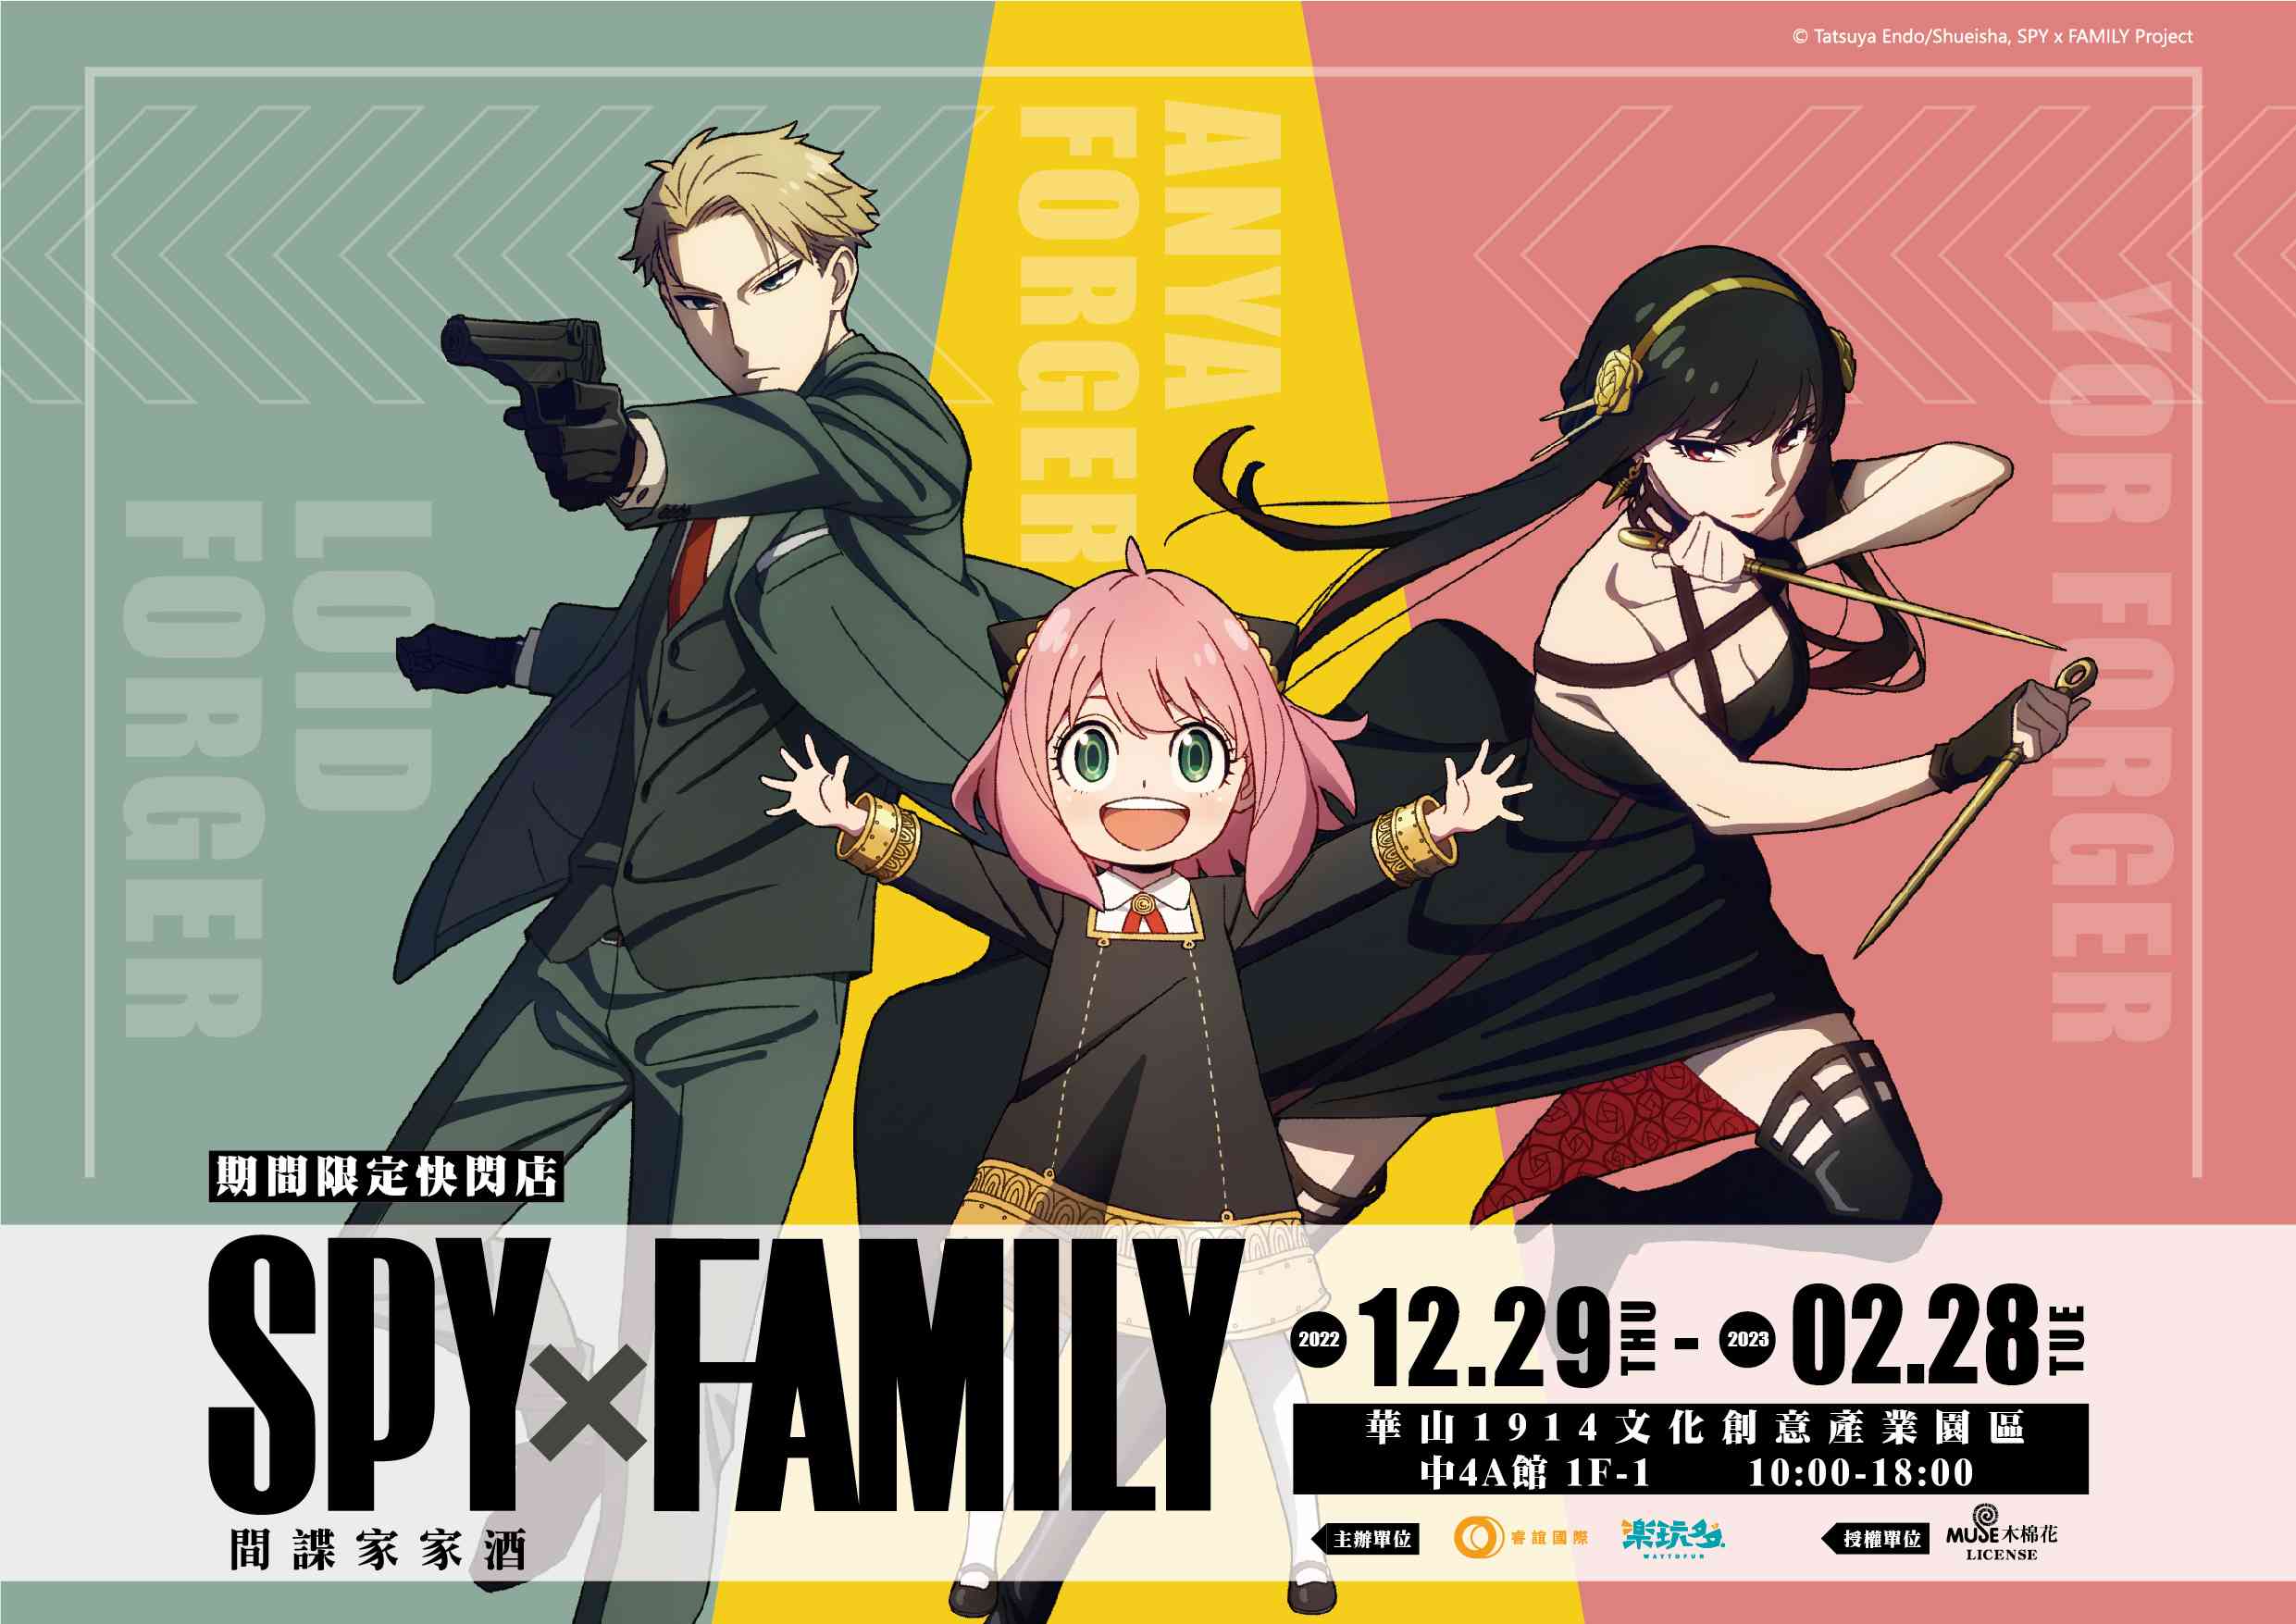 © Tatsuya Endo/Shueisha, SPY x FAMILY Project
LOID
FORGER
ANYA
FORGER
YOR FORGER
期間限定快閃店
SPY×FAMILY
間諜家家酒
2022 12.29 THU - 2023 02.28 TUE
華山1914文化創意產業園區
中4A館 1F-1 10:00-18:00
主辦單位 睿誼國際 楽玩多 WAYTOFUN 授權單位 MUSE木棉花
LICENSE